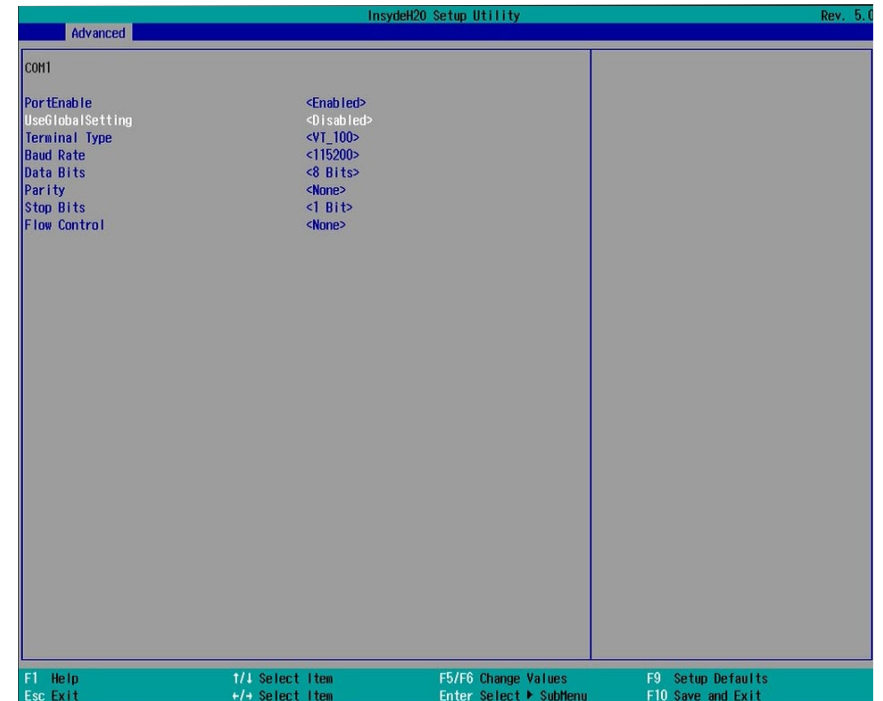 InsydeH20 Setup Utility Rev. 5.0
Advanced
COM1
PortEnable <Enabled>
UseGlobalSetting <Disabled>
Terminal Type <VT_100>
Baud Rate <115200>
Data Bits <8 Bits>
Parity <None>
Stop Bits <1 Bit>
Flow Control <None>
F1 Help ↑/↓ Select Item F5/F6 Change Values F9 Setup Defaults
Esc Exit ←/→ Select Item Enter Select ▶ SubMenu F10 Save and Exit